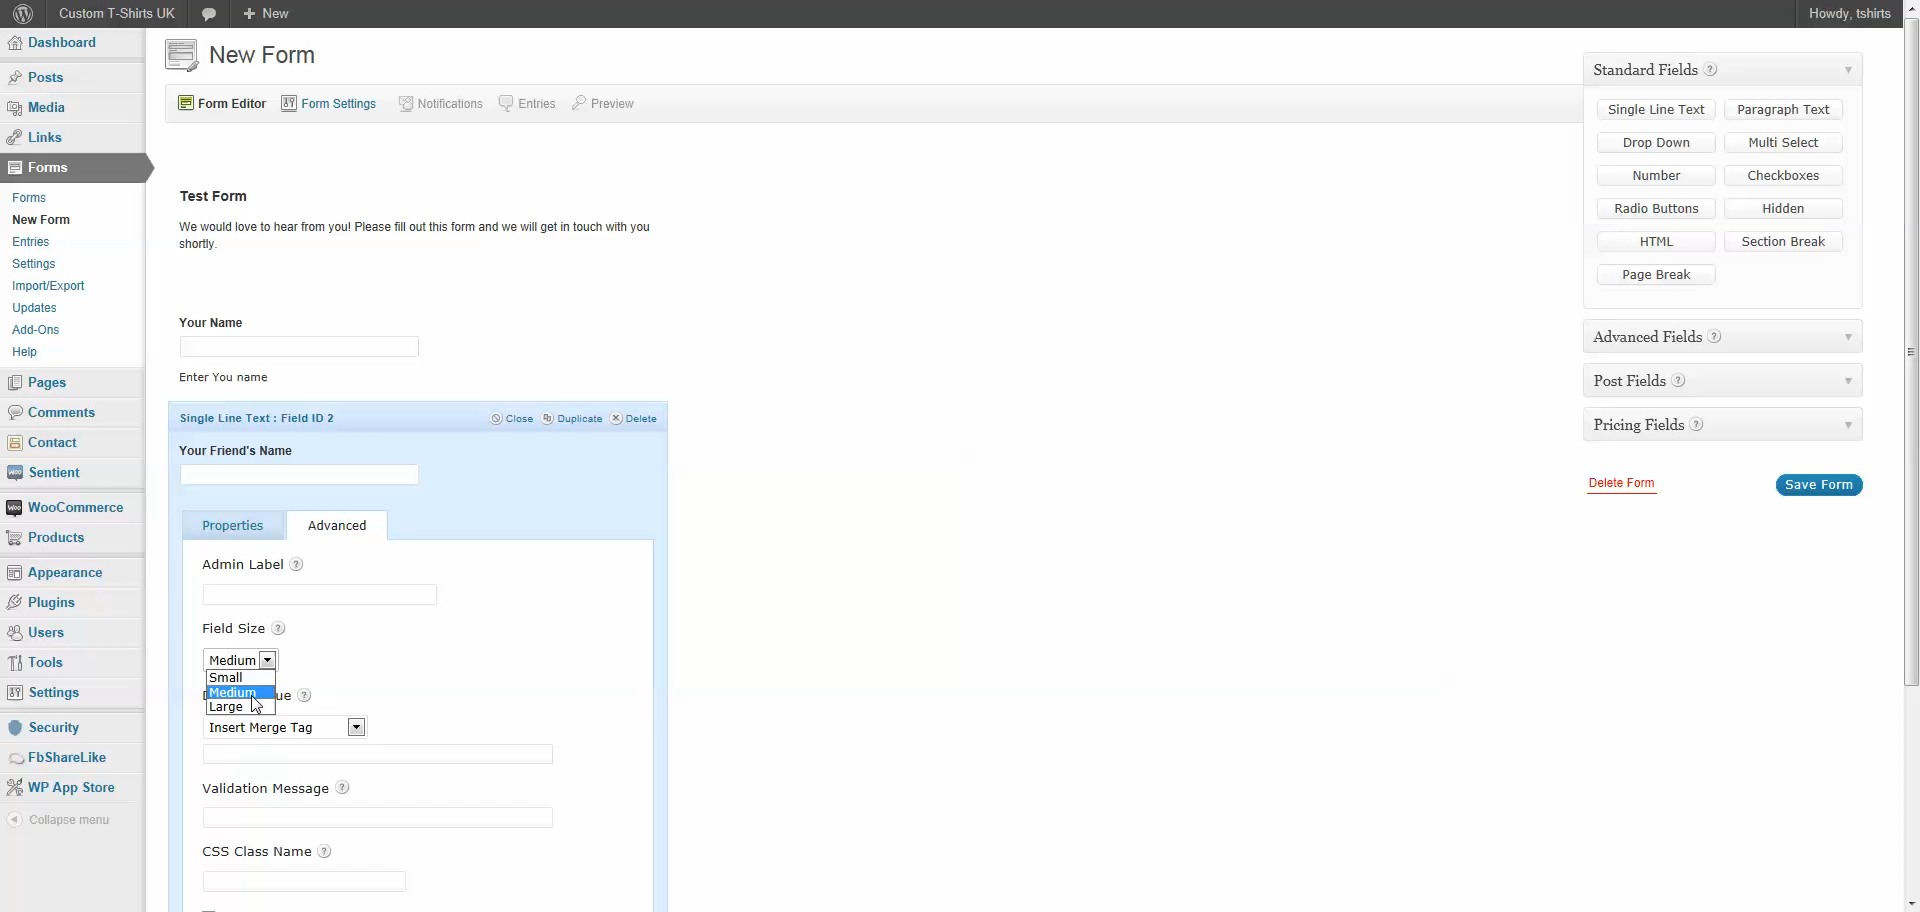 Custom T-Shirts UK
New
Howdy, tshirts
Dashboard
Posts
Media
Links
Forms
Forms
New Form
Entries
Settings
Import/Export
Updates
Add-Ons
Help
Pages
Comments
Contact
Sentient
WooCommerce
Products
Appearance
Plugins
Users
Tools
Settings
Security
FbShareLike
WP App Store
Collapse menu
New Form
Form Editor
Form Settings
Notifications
Entries
Preview
Test Form
We would love to hear from you! Please fill out this form and we will get in touch with you
shortly.
Your Name
Enter You name
Single Line Text : Field ID 2
Close
Duplicate
Delete
Your Friend's Name
Properties
Advanced
Admin Label ?
Field Size ?
Medium
Small
Medium
Large
ue ?
Insert Merge Tag
Validation Message ?
CSS Class Name ?
Standard Fields ?
Single Line Text
Paragraph Text
Drop Down
Multi Select
Number
Checkboxes
Radio Buttons
Hidden
HTML
Section Break
Page Break
Advanced Fields ?
Post Fields ?
Pricing Fields ?
Delete Form
Save Form